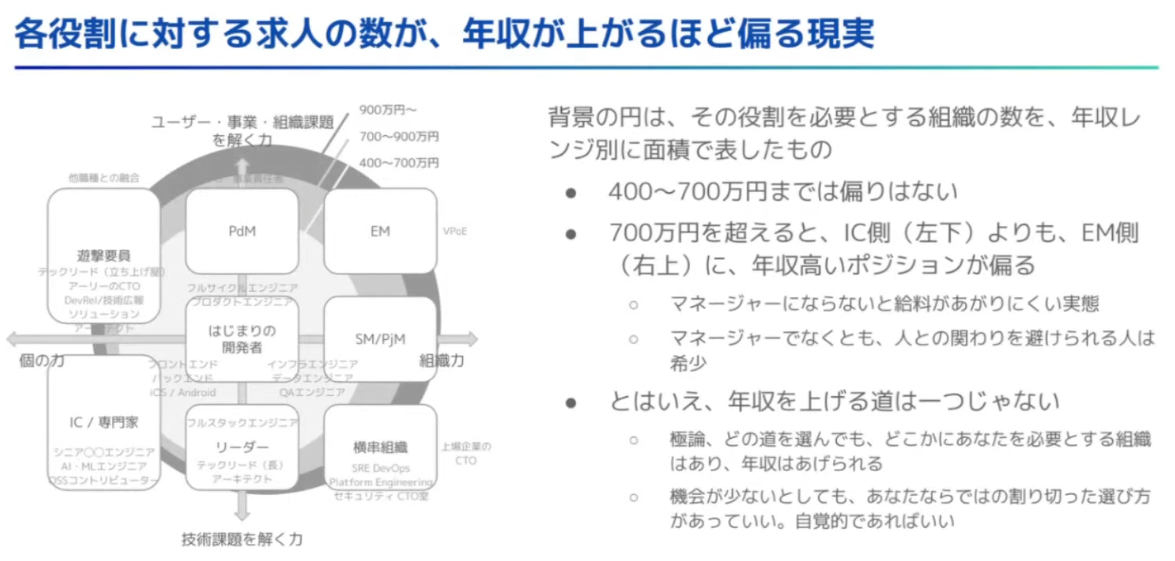 各役割に対する求人の数が、年収が上がるほど偏る現実
900万円〜
700〜900万円
400〜700万円
ユーザー・事業・組織課題
を解く力
他職種との融合
事業責任者
遊撃要員
テックリード（立ち上げ屋）
アーリーのCTO
DevRel/技術広報
ソリューション
アーキテクト
PdM
EM
VPoE
フルサイクルエンジニア
プロダクトエンジニア
はじまりの
開発者
SM/PjM
個の力
組織力
フロントエンド
バックエンド
iOS / Android
インフラエンジニア
データエンジニア
QAエンジニア
IC / 専門家
シニア〇〇エンジニア
AI・MLエンジニア
OSSコントリビューター
フルスタックエンジニア
リーダー
テックリード（長）
アーキテクト
横串組織
SRE DevOps
Platform Engineering
セキュリティ CTO室
上場企業の
CTO
技術課題を解く力
背景の円は、その役割を必要とする組織の数を、年収レ
ンジ別に面積で表したもの
● 400〜700万円までは偏りはない
● 700万円を超えると、IC側（左下）よりも、EM側
（右上）に、年収高いポジションが偏る
○ マネージャーにならないと給料があがりにくい実態
○ マネージャーでなくとも、人との関わりを避けられる人は
希少
● とはいえ、年収を上げる道は一つじゃない
○ 極論、どの道を選んでも、どこかにあなたを必要とする組織
はあり、年収はあげられる
○ 機会が少ないとしても、あなたならではの割り切った選び方
があっていい。自覚的であればいい